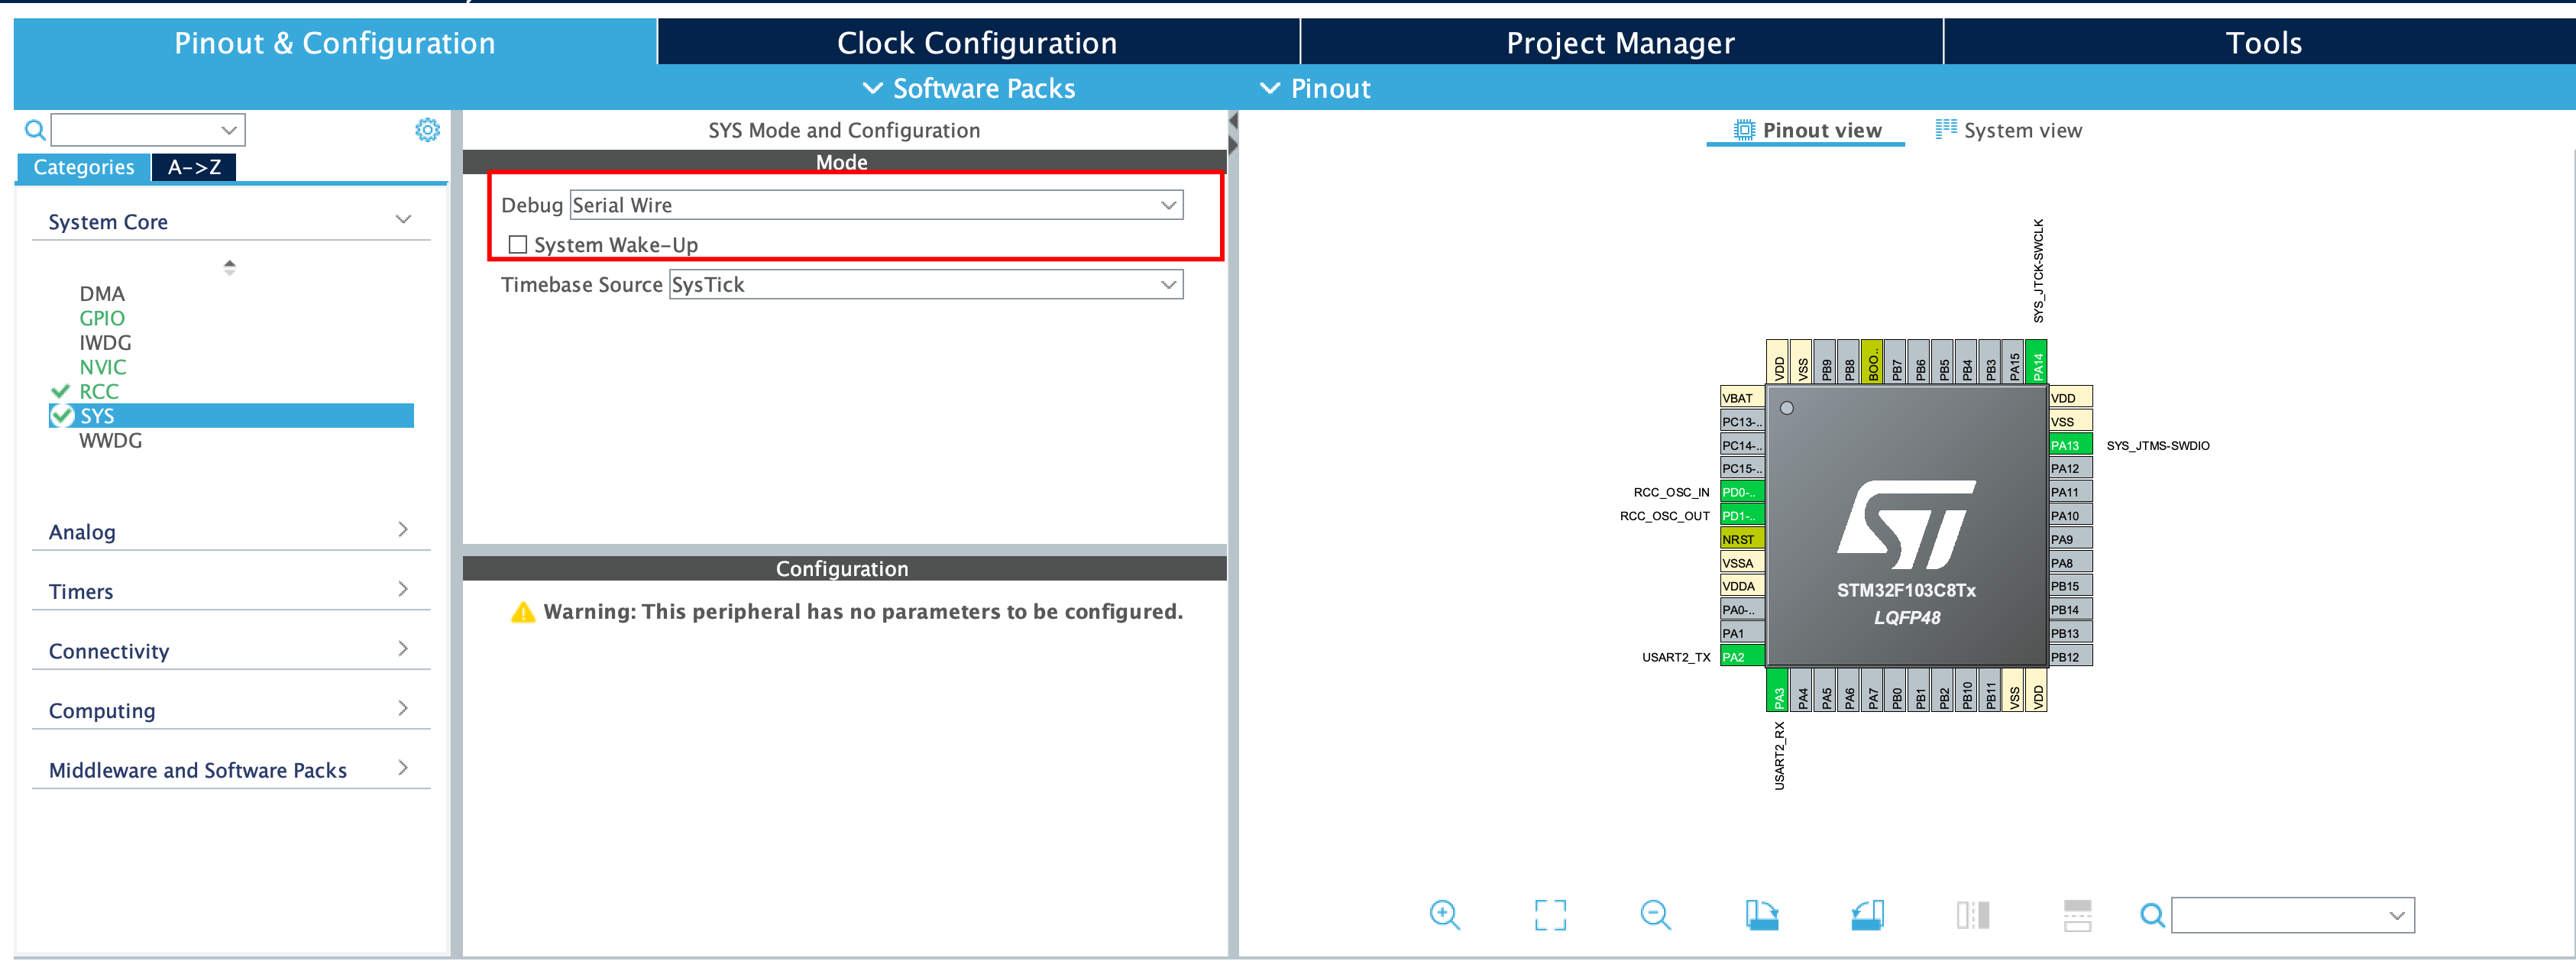 Pinout & Configuration
Clock Configuration
Project Manager
Tools
Software Packs
Pinout
Categories
A->Z
System Core
DMA
GPIO
IWDG
NVIC
RCC
SYS
WWDG
Analog
Timers
Connectivity
Computing
Middleware and Software Packs
SYS Mode and Configuration
Mode
Debug Serial Wire
System Wake-Up
Timebase Source SysTick
Configuration
Warning: This peripheral has no parameters to be configured.
Pinout view
System view
SYS_JTCK-SWCLK
VDD
VSS
PB9
PB8
BOO..
PB7
PB6
PB5
PB4
PB3
PA15
PA14
VBAT
PC13-..
PC14-..
PC15-..
RCC_OSC_IN PD0-..
RCC_OSC_OUT PD1-..
NRST
VSSA
VDDA
PA0-..
PA1
USART2_TX PA2
STM32F103C8Tx
LQFP48
VDD
VSS
PA13 SYS_JTMS-SWDIO
PA12
PA11
PA10
PA9
PA8
PB15
PB14
PB13
PB12
PA3
PA4
PA5
PA6
PA7
PB0
PB1
PB2
PB10
PB11
VSS
VDD
USART2_RX